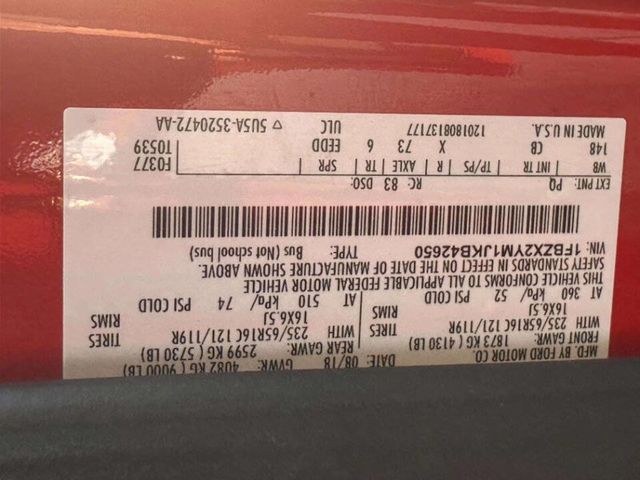 MFD. BY FORD MOTOR CO.
DATE: 08/18 GVWR: 4082 KG ( 9000 LB)
FRONT GAWR: 1873 KG ( 4130 LB) REAR GAWR: 2599 KG ( 5730 LB)
WITH 235/65R16C 121/119R TIRES WITH 235/65R16C 121/119R TIRES
16X6.5J RIMS 16X6.5J RIMS
AT 360 kPa/ 52 PSI COLD AT 510 kPa/ 74 PSI COLD
THIS VEHICLE CONFORMS TO ALL APPLICABLE FEDERAL MOTOR VEHICLE
SAFETY STANDARDS IN EFFECT ON THE DATE OF MANUFACTURE SHOWN ABOVE.
VIN: 1FBZX2YM1JKB42650 TYPE: Bus (Not school bus)
EXT PNT: PQ RC: 83 DSO:
WB INT TR TP/PS R AXLE TR SPR F0377
148 CB X 73 6 EEDD T0539
MADE IN U.S.A. 1201808137177 ULC ▽ 5U5A-3520472-AA